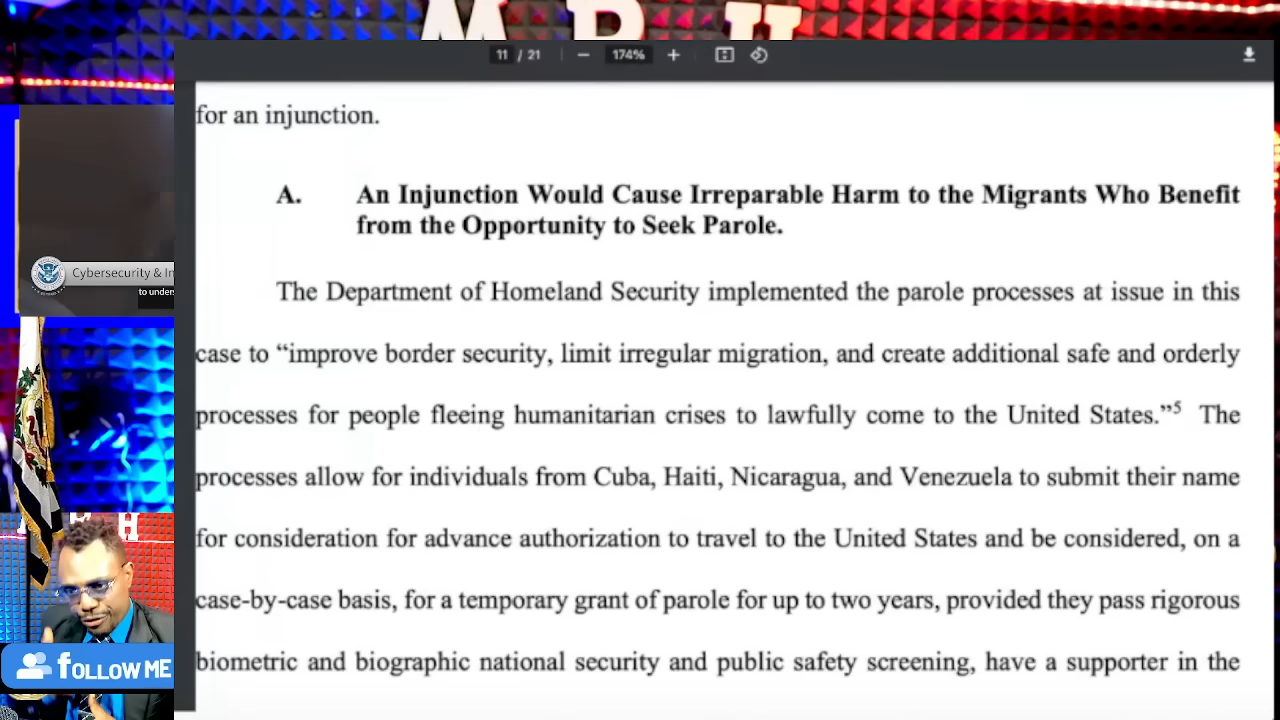 M P H
11 / 21
174%
for an injunction.
A. An Injunction Would Cause Irreparable Harm to the Migrants Who Benefit
from the Opportunity to Seek Parole.
The Department of Homeland Security implemented the parole processes at issue in this
case to “improve border security, limit irregular migration, and create additional safe and orderly
processes for people fleeing humanitarian crises to lawfully come to the United States.”⁵ The
processes allow for individuals from Cuba, Haiti, Nicaragua, and Venezuela to submit their name
for consideration for advance authorization to travel to the United States and be considered, on a
case-by-case basis, for a temporary grant of parole for up to two years, provided they pass rigorous
biometric and biographic national security and public safety screening, have a supporter in the
Cybersecurity & In
to unders
H
fOLLOW ME